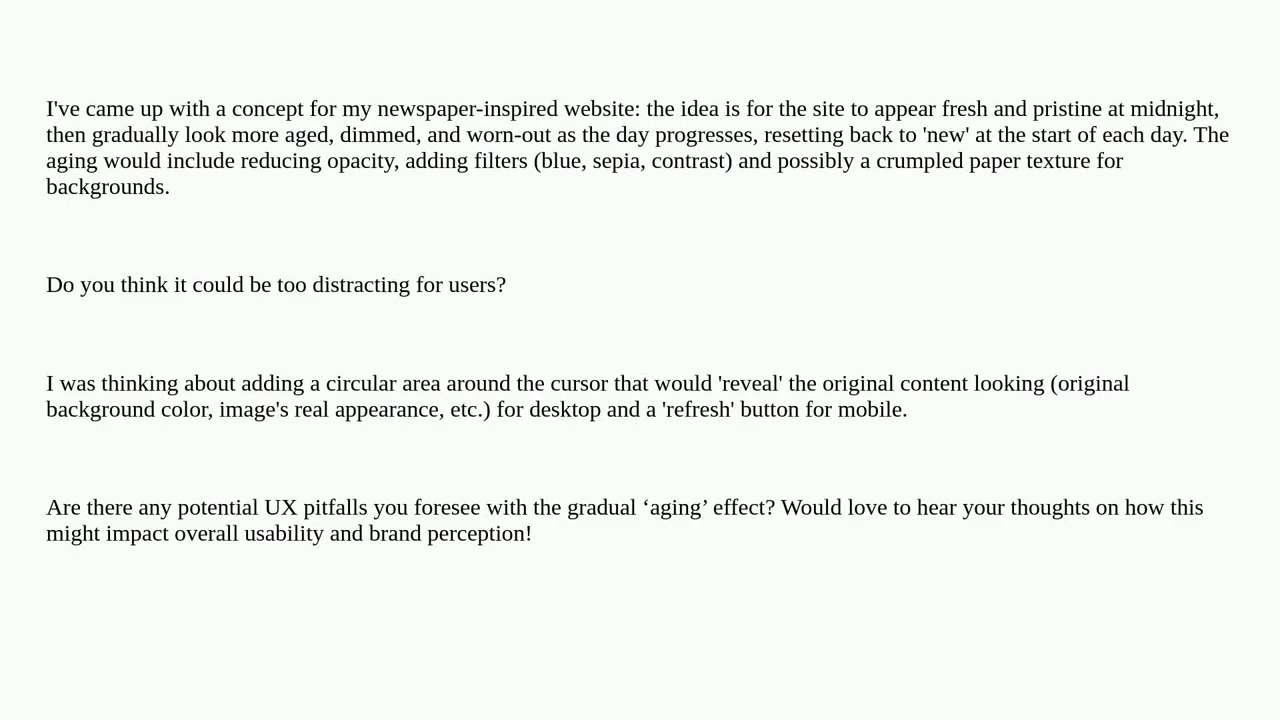 I've came up with a concept for my newspaper-inspired website: the idea is for the site to appear fresh and pristine at midnight,
then gradually look more aged, dimmed, and worn-out as the day progresses, resetting back to 'new' at the start of each day. The
aging would include reducing opacity, adding filters (blue, sepia, contrast) and possibly a crumpled paper texture for
backgrounds.
Do you think it could be too distracting for users?
I was thinking about adding a circular area around the cursor that would 'reveal' the original content looking (original
background color, image's real appearance, etc.) for desktop and a 'refresh' button for mobile.
Are there any potential UX pitfalls you foresee with the gradual ‘aging’ effect? Would love to hear your thoughts on how this
might impact overall usability and brand perception!